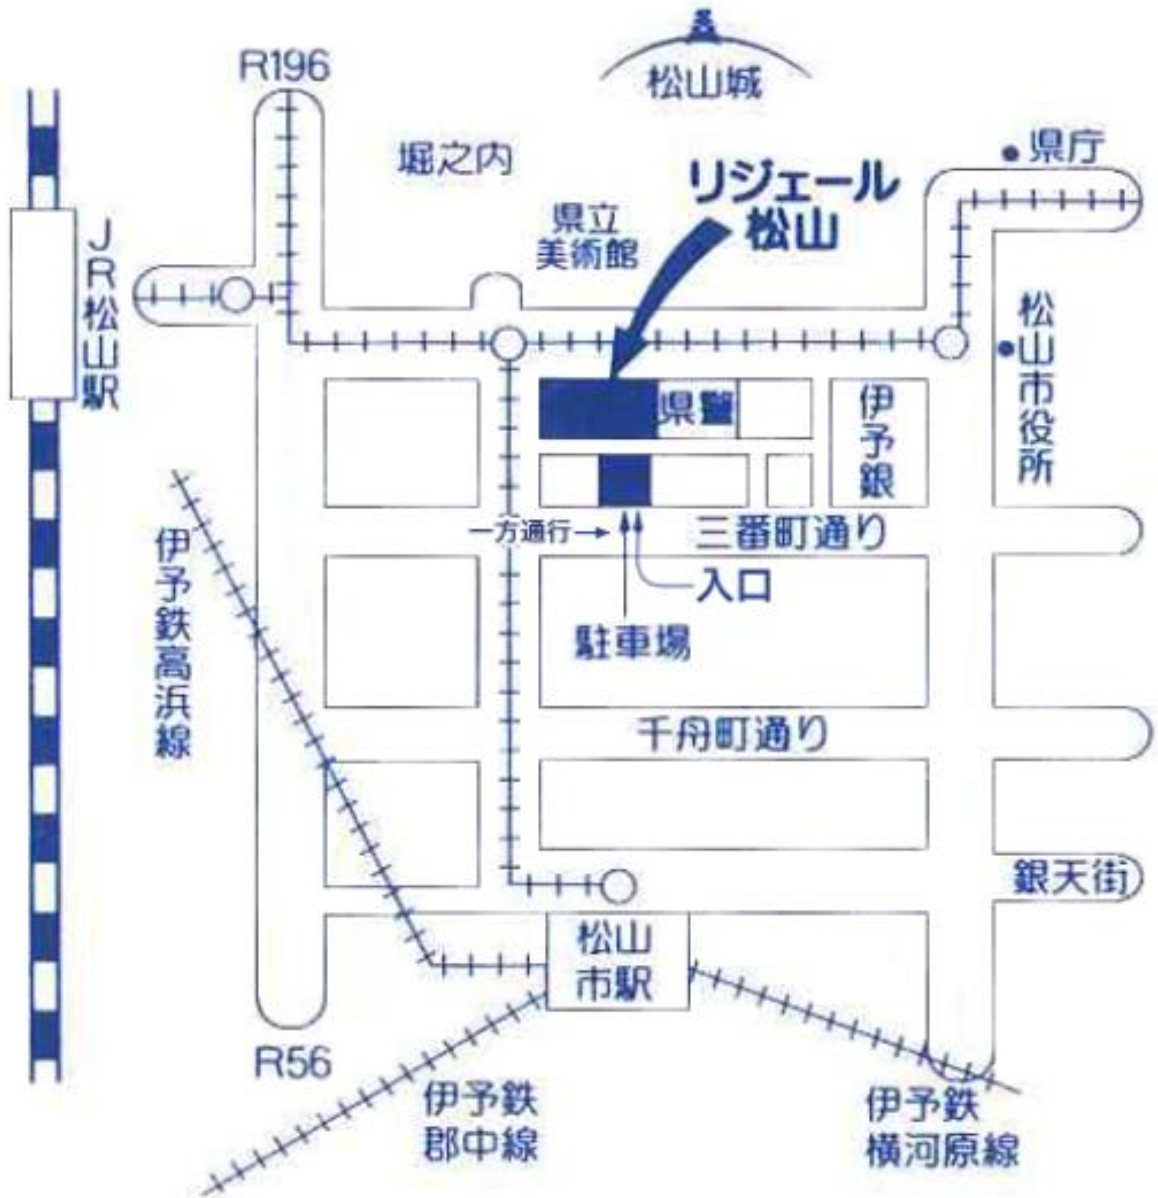 R196
松山城
堀之内
県庁
リジェール
松山
県立
美術館
JR松山駅
松山市役所
県警
伊予銀
一方通行
三番町通り
入口
駐車場
伊予鉄高浜線
千舟町通り
銀天街
松山
市駅
R56
伊予鉄
郡中線
伊予鉄
横河原線